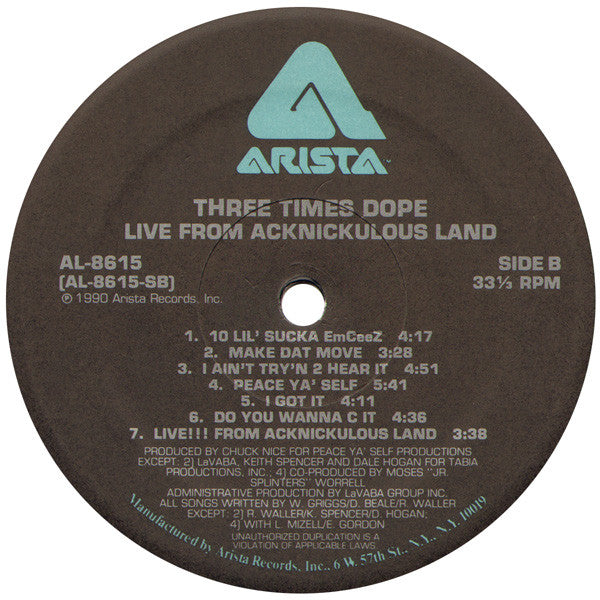 ARISTA™
THREE TIMES DOPE
LIVE FROM ACKNICKULOUS LAND
AL-8615
(AL-8615-SB)
℗ 1990 Arista Records, Inc.
SIDE B
33⅓ RPM
1. 10 LIL' SUCKA EmCeeZ 4:17
2. MAKE DAT MOVE 3:28
3. I AIN'T TRY'N 2 HEAR IT 4:51
4. PEACE YA' SELF 5:41
5. I GOT IT 4:11
6. DO YOU WANNA C IT 4:36
7. LIVE!!! FROM ACKNICKULOUS LAND 3:38
PRODUCED BY CHUCK NICE FOR PEACE YA' SELF PRODUCTIONS
EXCEPT: 2) LaVABA, KEITH SPENCER AND DALE HOGAN FOR TABIA
PRODUCTIONS, INC.; 4) CO-PRODUCED BY MOSES "JR.
SPLINTERS" WORRELL
ADMINISTRATIVE PRODUCTION BY LaVABA GROUP INC.
ALL SONGS WRITTEN BY W. GRIGGS/D. BEALE/R. WALLER
EXCEPT: 2) R. WALLER/K. SPENCER/D. HOGAN;
4) WITH L. MIZELL/E. GORDON
UNAUTHORIZED DUPLICATION IS A
VIOLATION OF APPLICABLE LAWS.
Manufactured by Arista Records, Inc., 6 W. 57th St., N.Y., N.Y. 10019